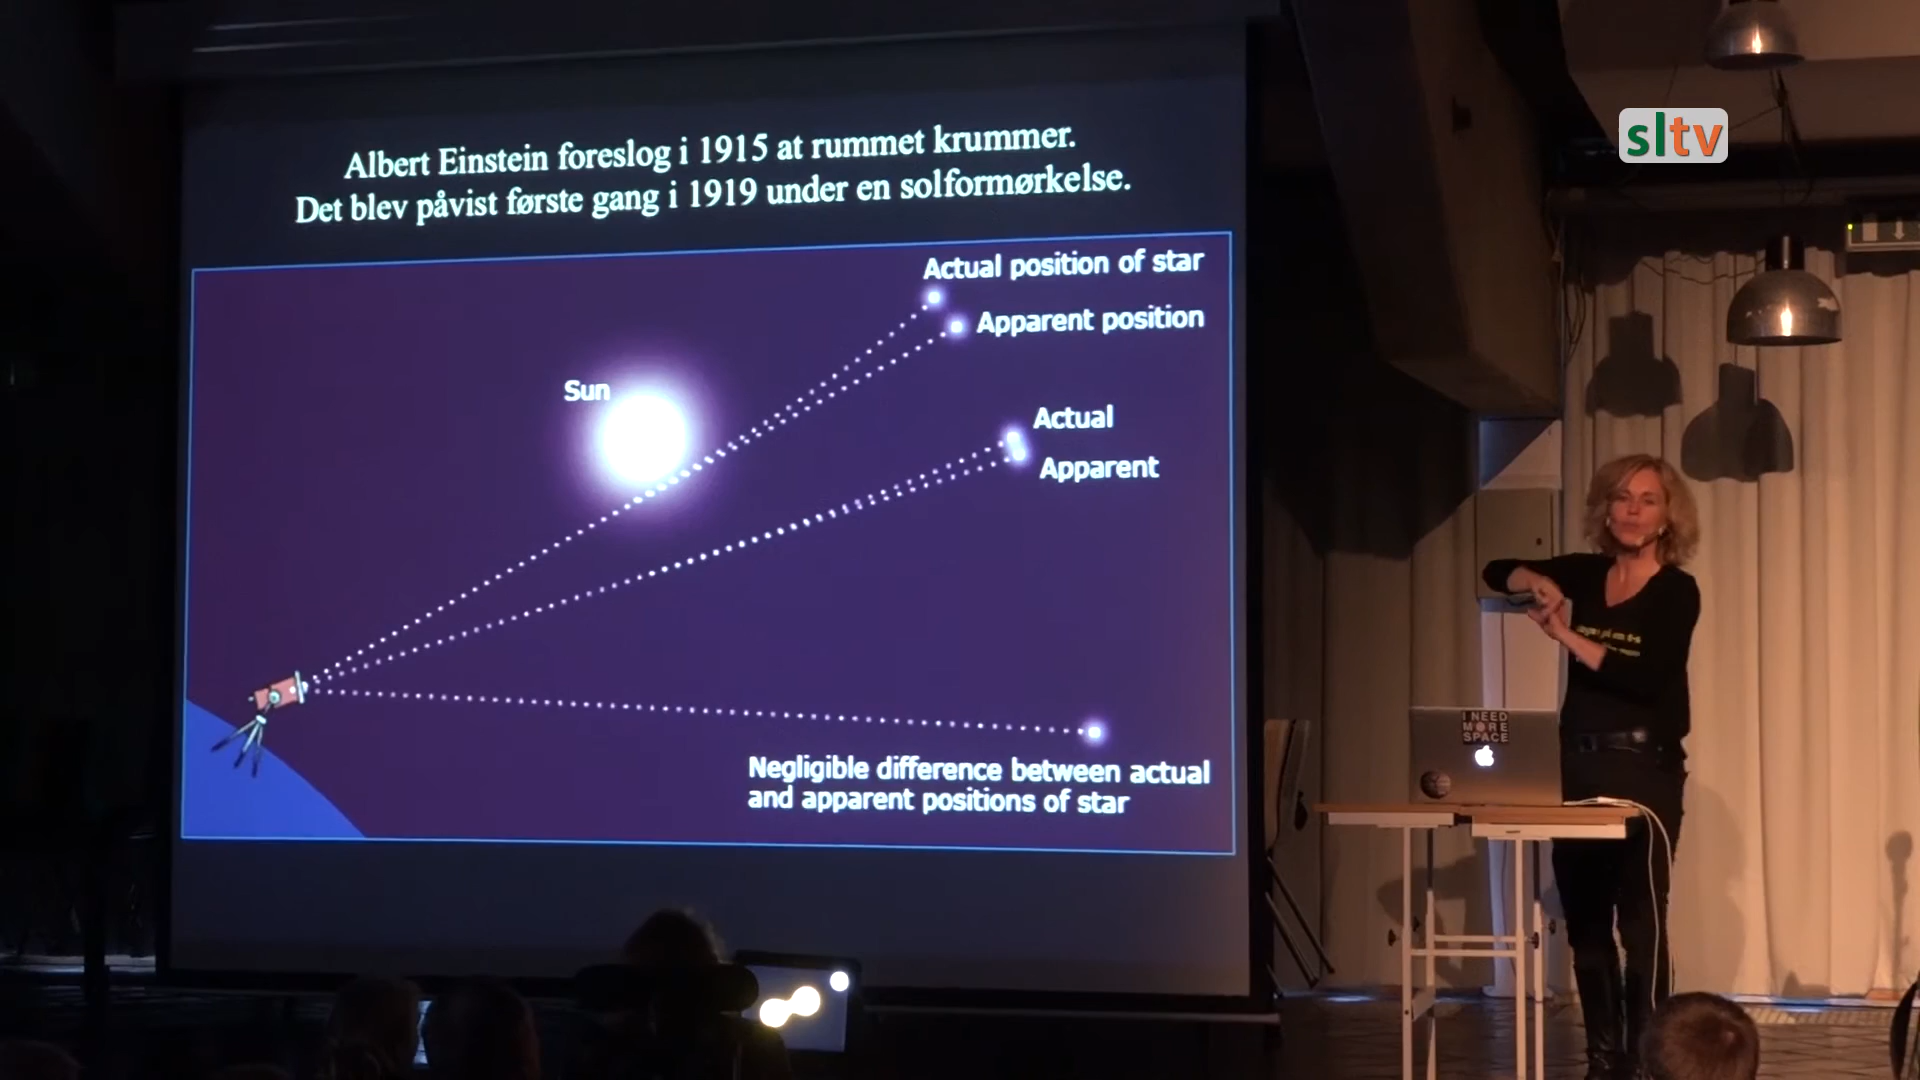 Albert Einstein foreslog i 1915 at rummet krummer.
Det blev påvist første gang i 1919 under en solformørkelse.
sltv
Actual position of star
Apparent position
Sun
Actual
Apparent
Negligible difference between actual
and apparent positions of star
I NEED
MORE
SPACE